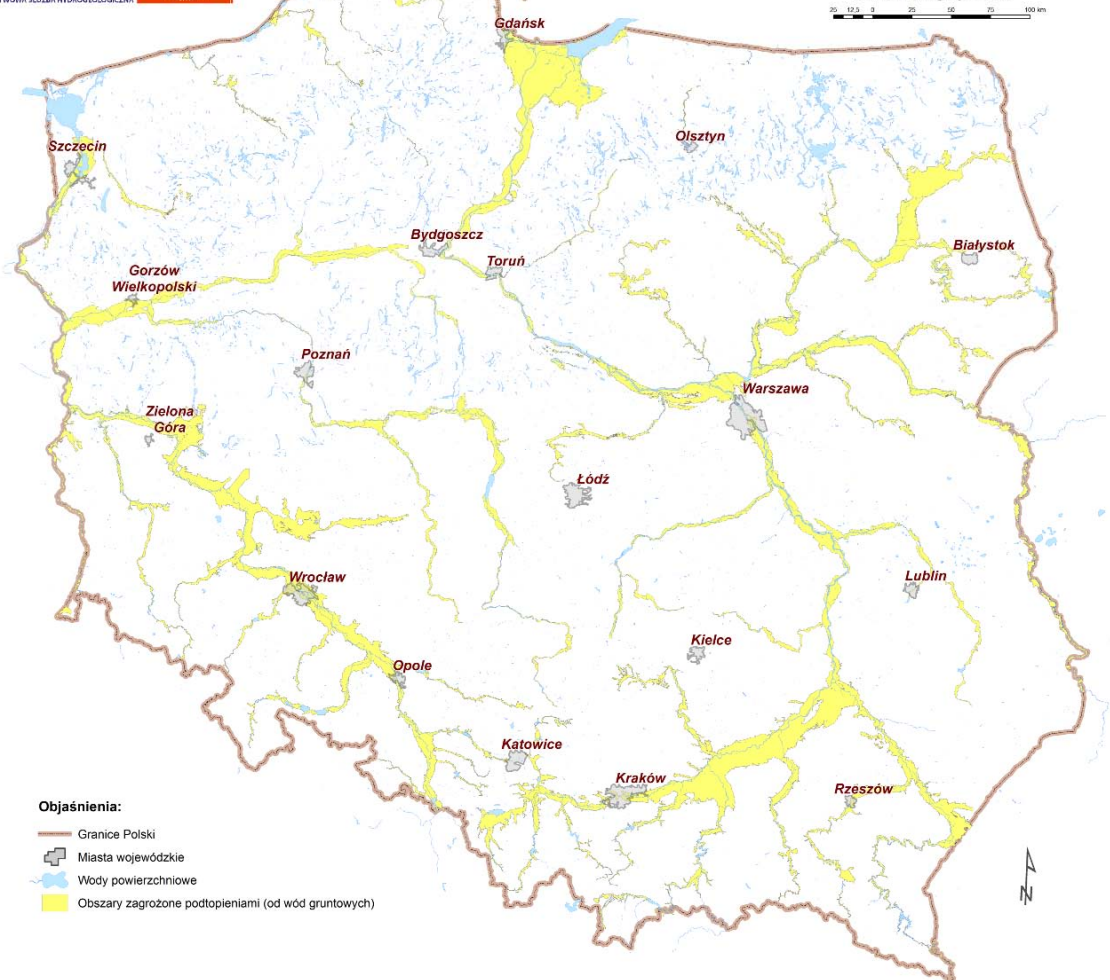 25 12,5 0 25 50 75 100 km
Gdańsk
Olsztyn
Szczecin
Bydgoszcz
Białystok
Toruń
Gorzów
Wielkopolski
Poznań
Warszawa
Zielona
Góra
Łódź
Wrocław
Lublin
Kielce
Opole
Katowice
Kraków
Rzeszów
Objaśnienia:
Granice Polski
Miasta wojewódzkie
Wody powierzchniowe
Obszary zagrożone podtopieniami (od wód gruntowych)
N